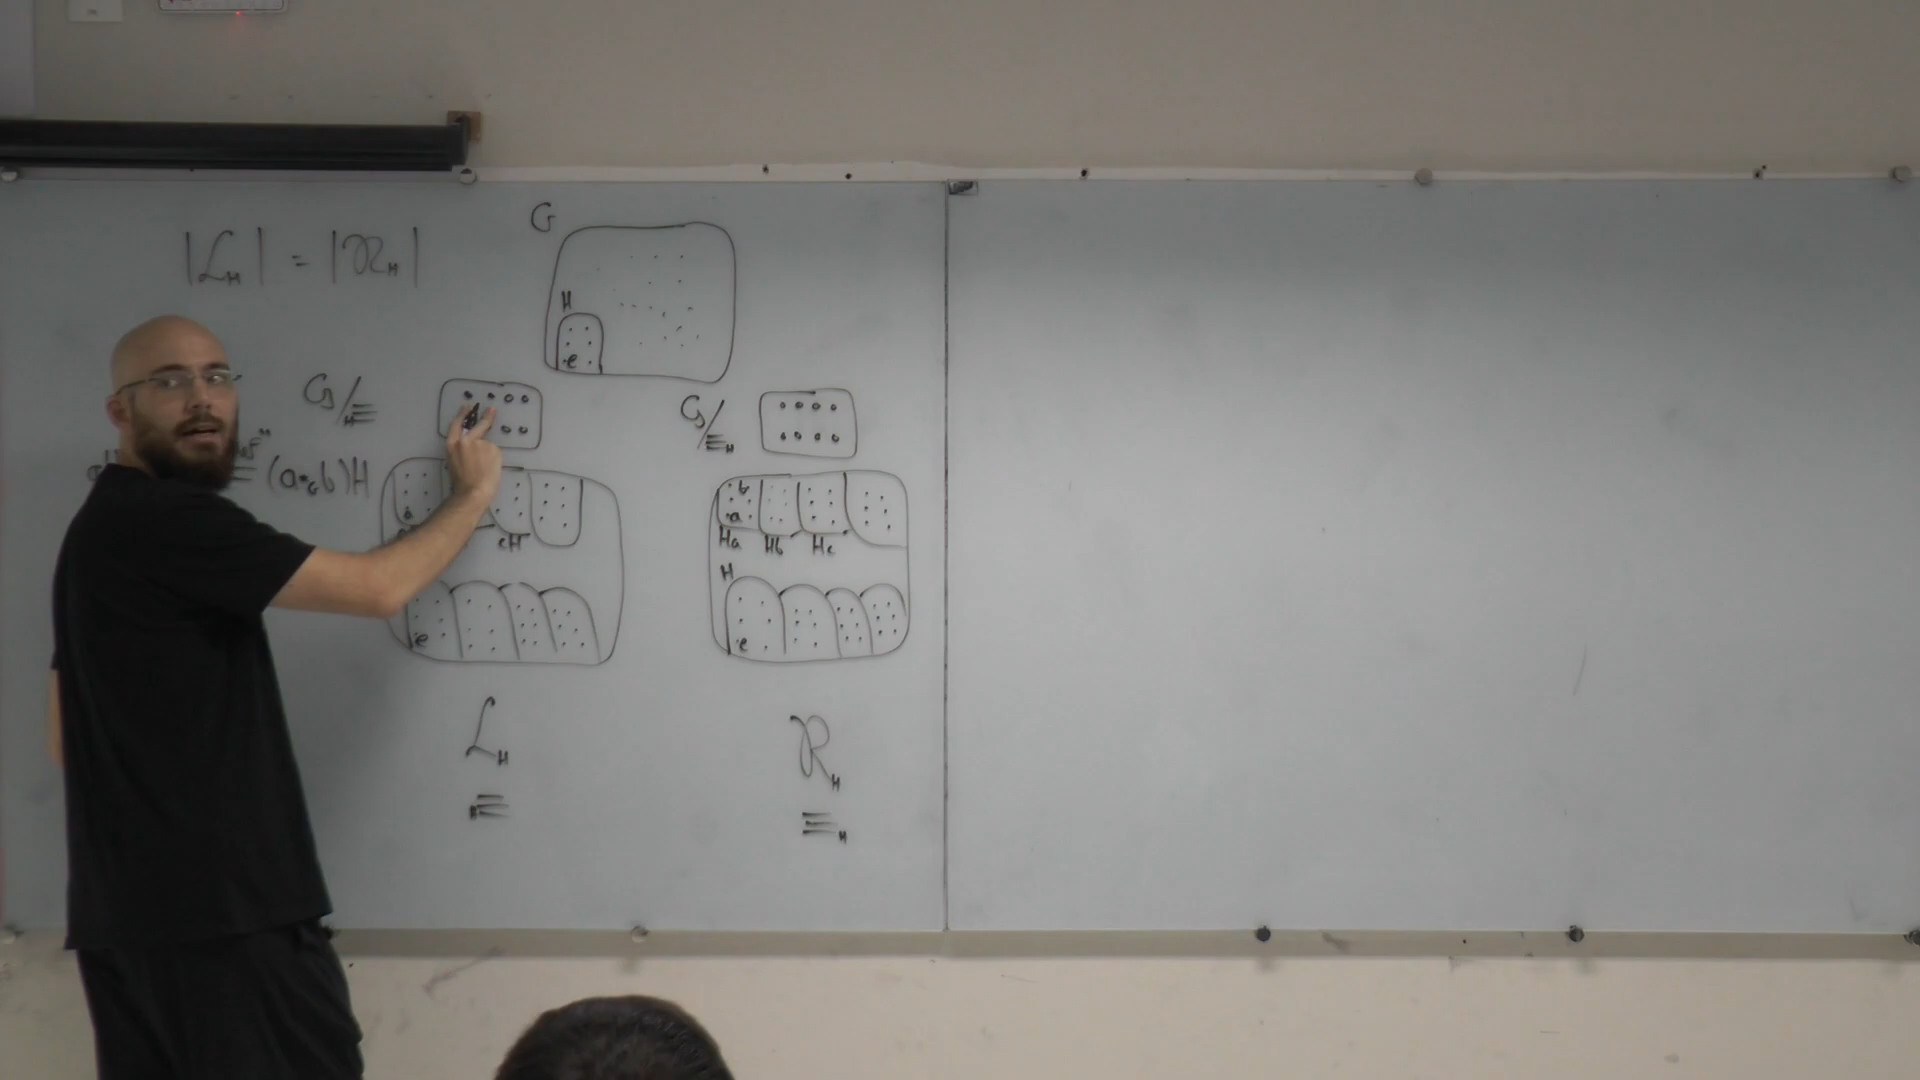 |ℒ_H| = |ℛ_H|
G
H
e
G/_H≡
G/≡_H
≡ (a·_G b)H
cH
e
b
a
Ha Hb Hc
H
e
ℒ_H
ℛ_H
_H≡
≡_H